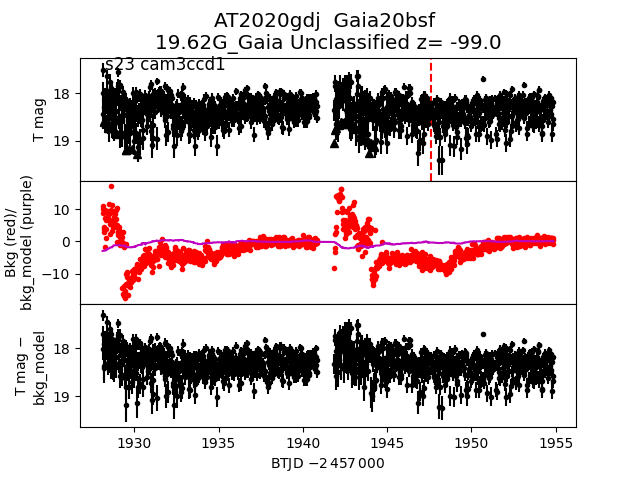 AT2020gdj  Gaia20bsf
19.62G_Gaia Unclassified z= -99.0
s23 cam3ccd1
18
19
T mag
10
0
−10
Bkg (red)/
bkg_model (purple)
18
19
T mag −
bkg_model
1930
1935
1940
1945
1950
1955
BTJD −2 457 000